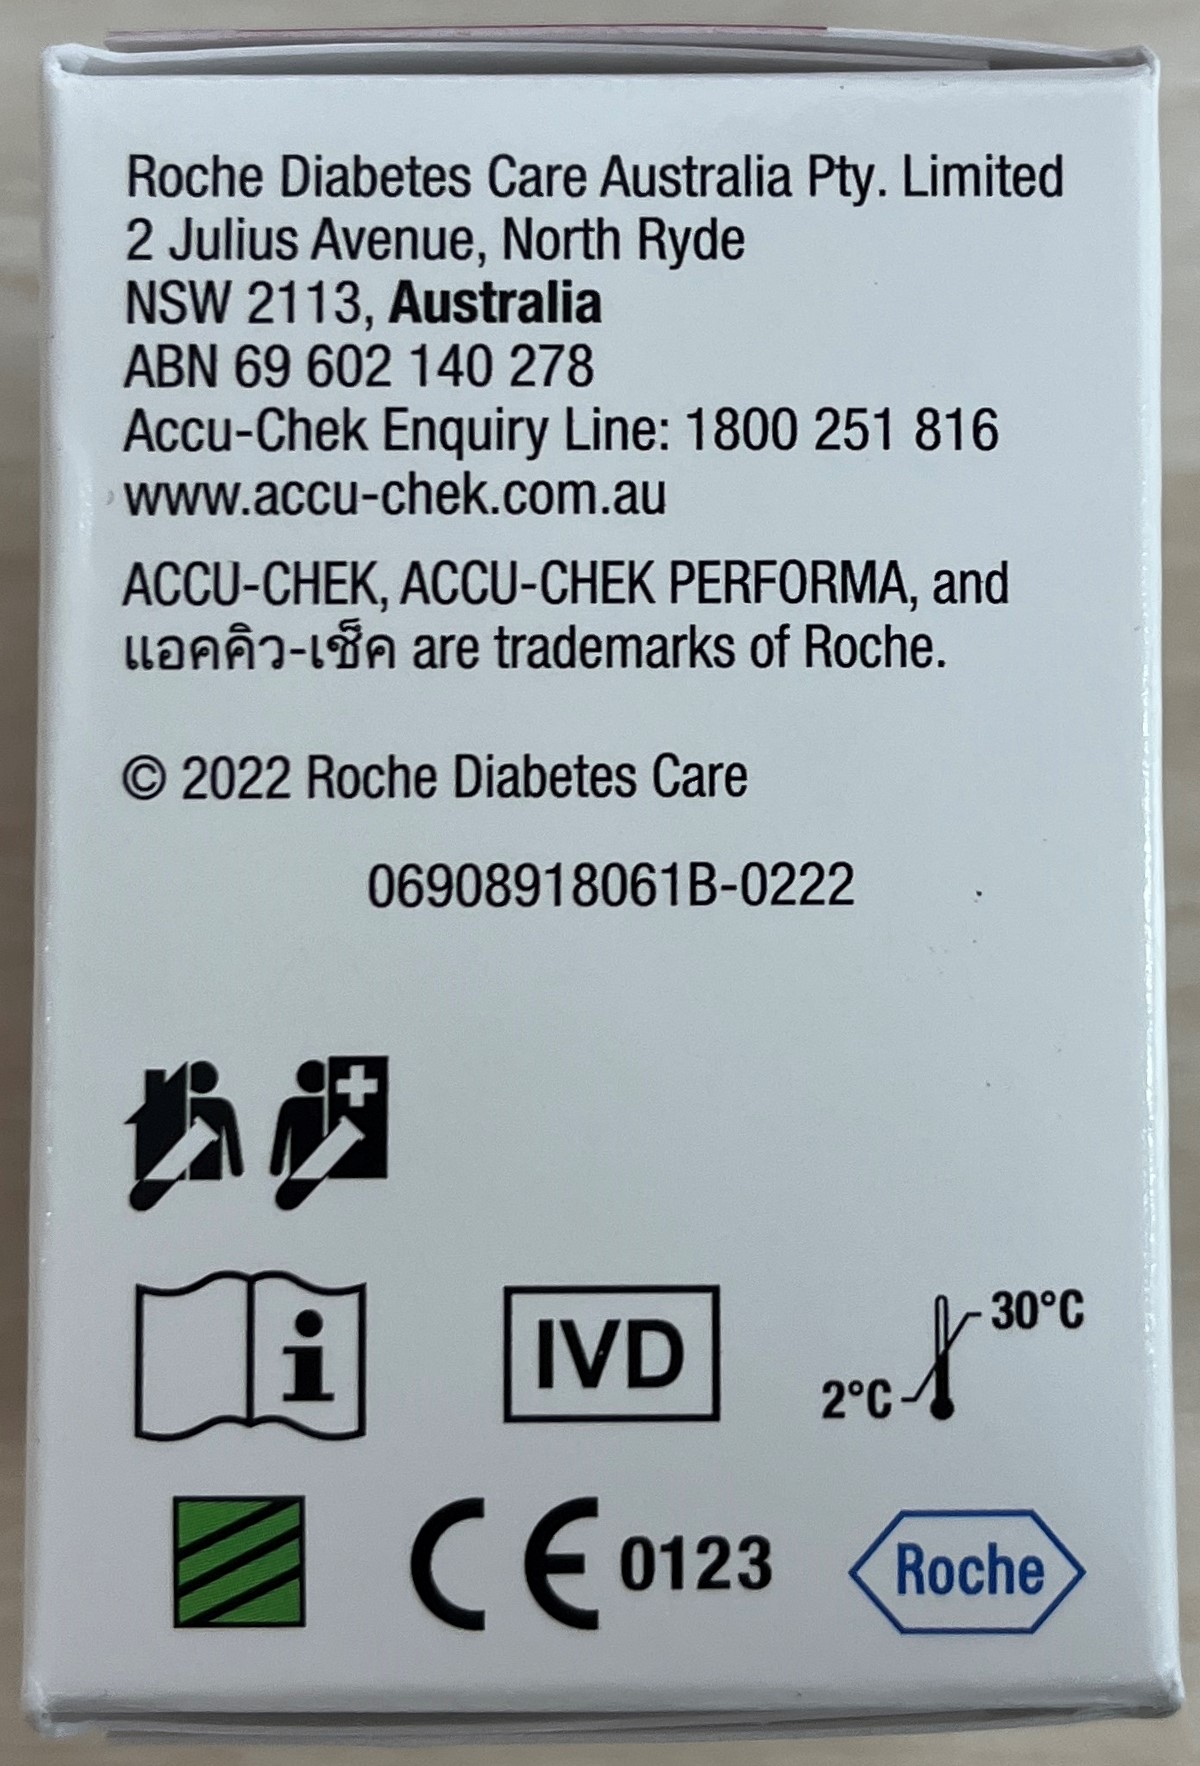 Roche Diabetes Care Australia Pty. Limited
2 Julius Avenue, North Ryde
NSW 2113, Australia
ABN 69 602 140 278
Accu-Chek Enquiry Line: 1800 251 816
www.accu-chek.com.au
ACCU-CHEK, ACCU-CHEK PERFORMA, and
แอคคิว-เช็ค are trademarks of Roche.
© 2022 Roche Diabetes Care
06908918061B-0222
i
IVD
30°C
2°C
CE 0123
Roche